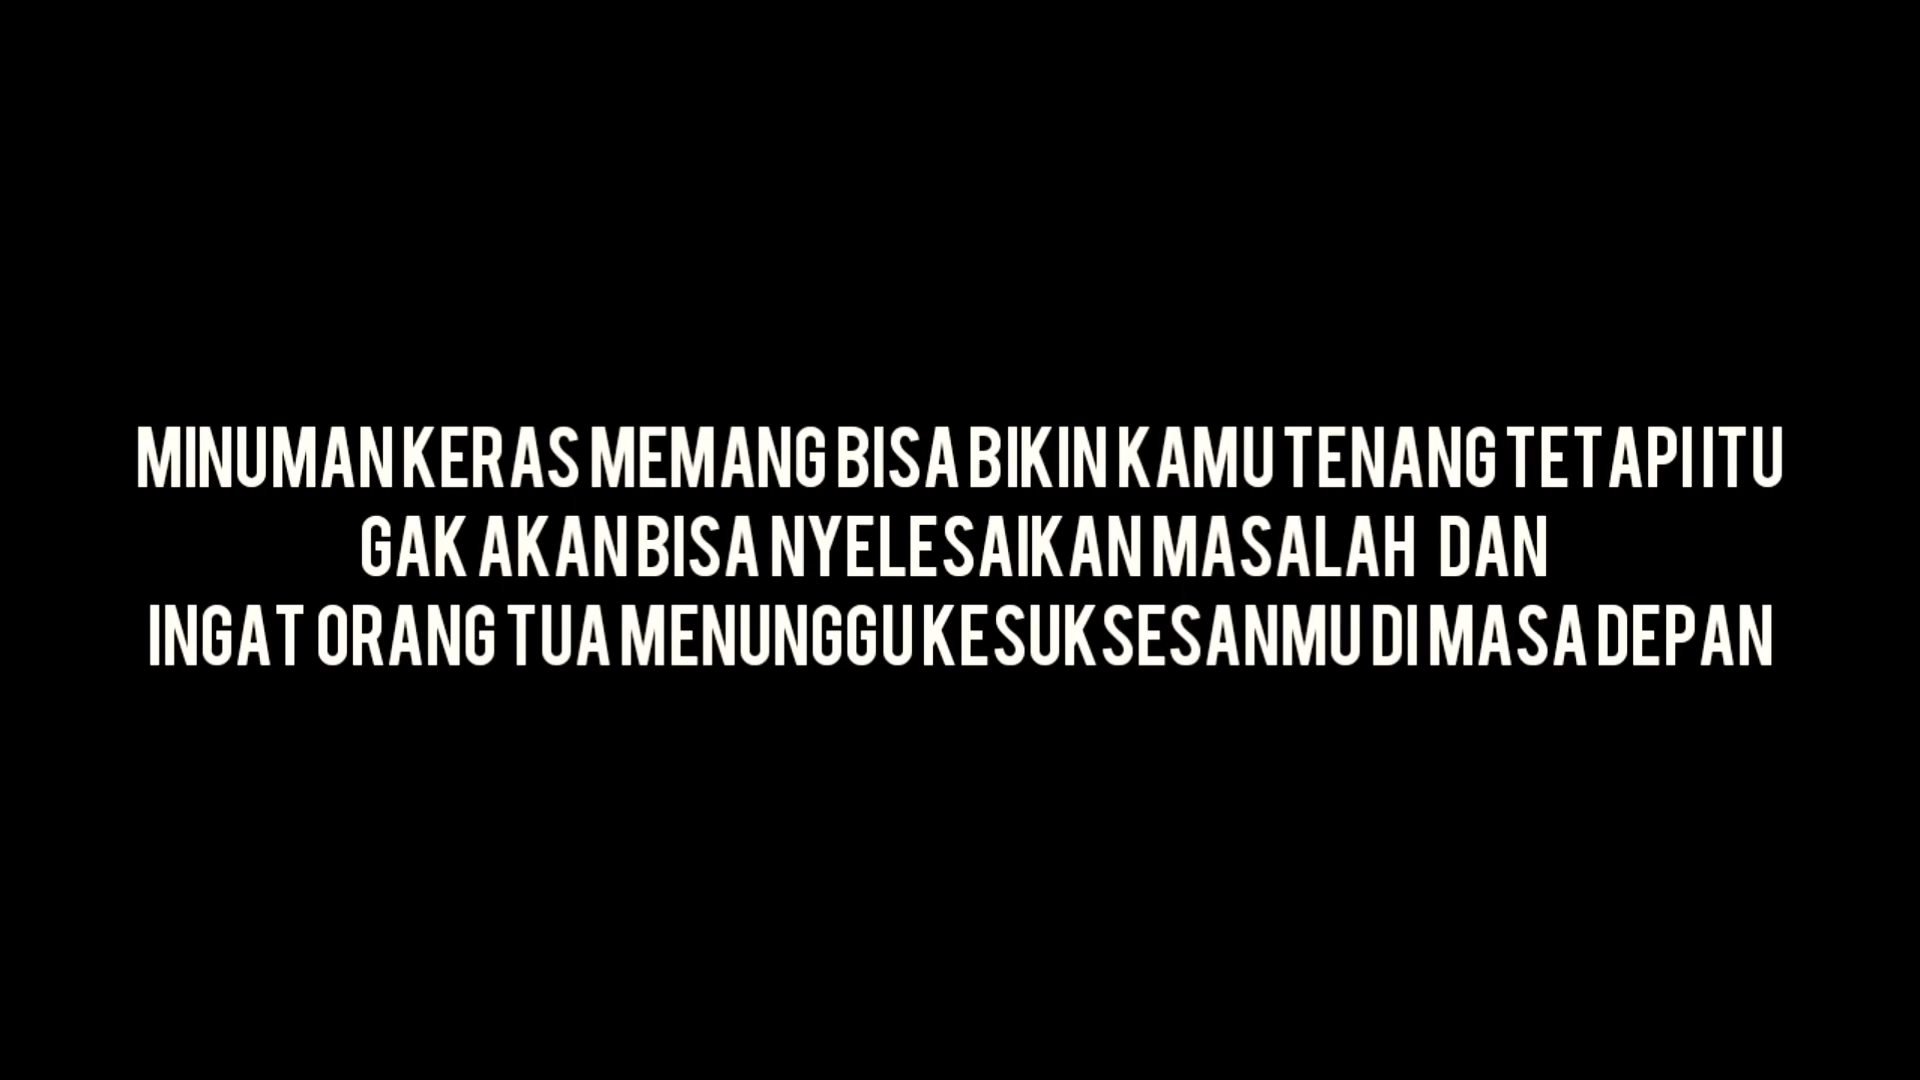 MINUMAN KERAS MEMANG BISA BIKIN KAMU TENANG TETAPI ITU
GAK AKAN BISA NYELESAIKAN MASALAH DAN
INGAT ORANG TUA MENUNGGU KESUKSESANMU DI MASA DEPAN